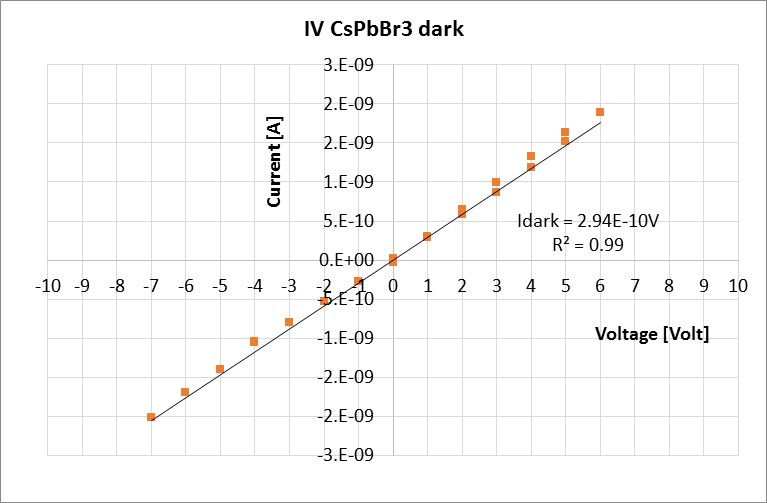 IV CsPbBr3 dark
3.E-09
2.E-09
2.E-09
1.E-09
5.E-10
0.E+00
-5.E-10
-1.E-09
-2.E-09
-2.E-09
-3.E-09
Current [A]
-10 -9 -8 -7 -6 -5 -4 -3 -2 -1 0 1 2 3 4 5 6 7 8 9 10
Idark = 2.94E-10V
R² = 0.99
Voltage [Volt]